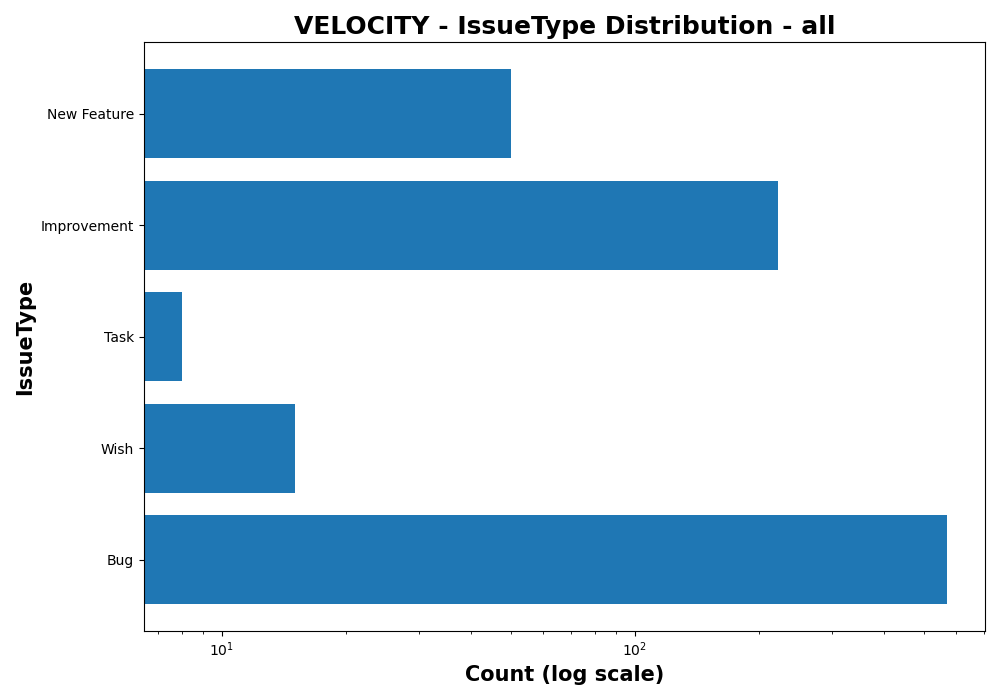 VELOCITY - IssueType Distribution - all
New Feature
Improvement
Task
Wish
Bug
IssueType
10¹
10²
Count (log scale)